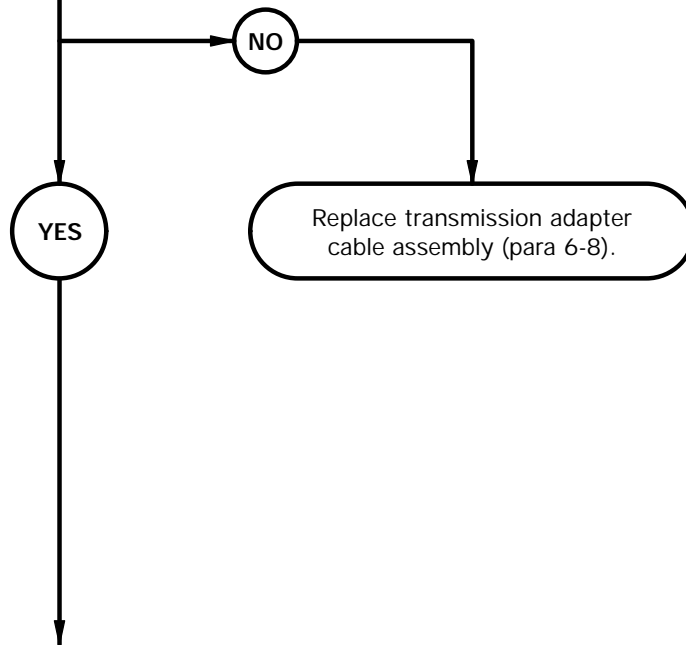 NO
YES
Replace transmission adapter
cable assembly (para 6-8).